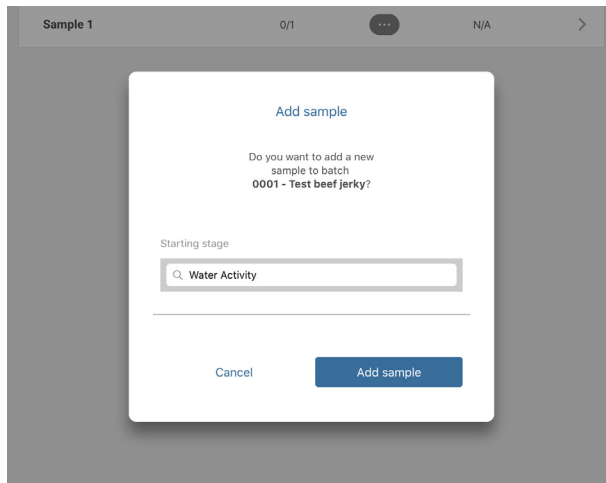 Sample 1 0/1 ... N/A
Add sample
Do you want to add a new
sample to batch
0001 - Test beef jerky?
Starting stage
Water Activity
Cancel Add sample